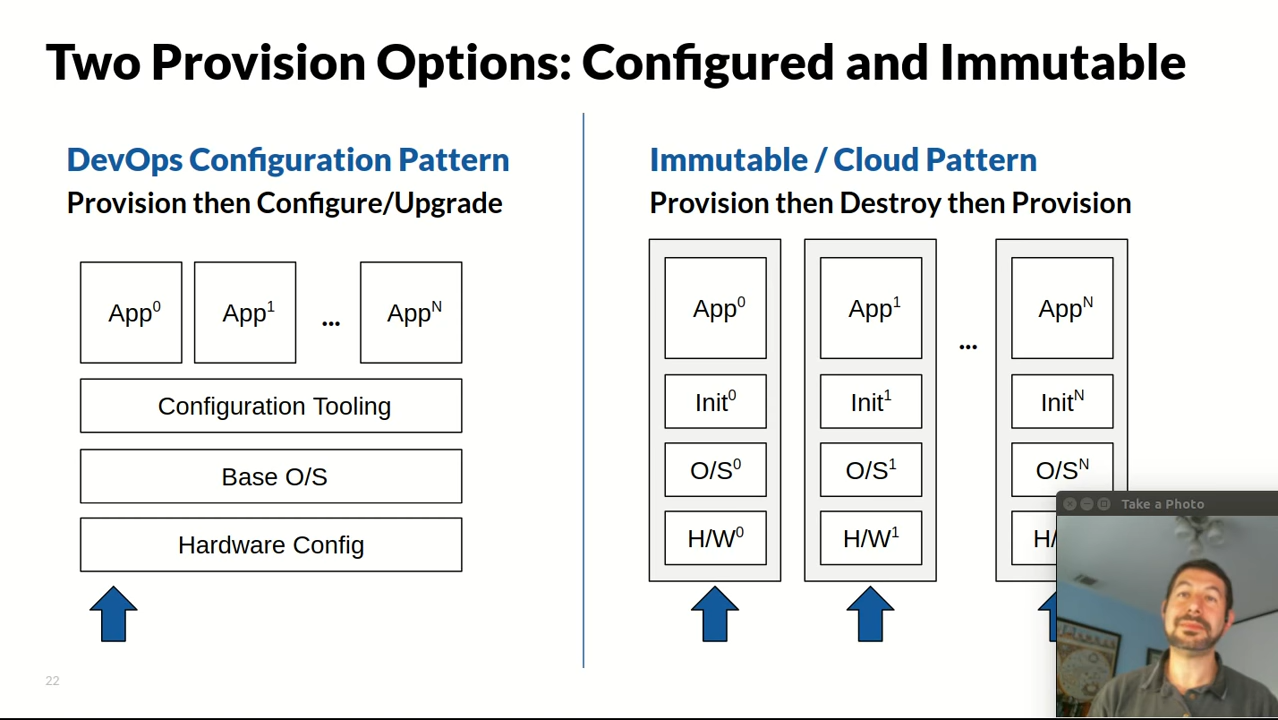 Two Provision Options: Configured and Immutable
DevOps Configuration Pattern
Provision then Configure/Upgrade
App0
App1
...
AppN
Configuration Tooling
Base O/S
Hardware Config
Immutable / Cloud Pattern
Provision then Destroy then Provision
App0
App1
...
AppN
Init0
Init1
InitN
O/S0
O/S1
O/SN
H/W0
H/W1
H/
Take a Photo
22